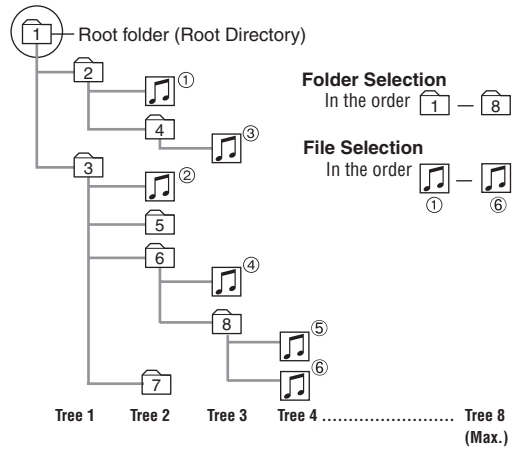 1 Root folder (Root Directory)
2
①
4
③
3
②
5
6
④
8
⑤
⑥
7
Tree 1 Tree 2 Tree 3 Tree 4 ........................ Tree 8
(Max.)
Folder Selection
In the order 1 — 8
File Selection
In the order —
① ⑥